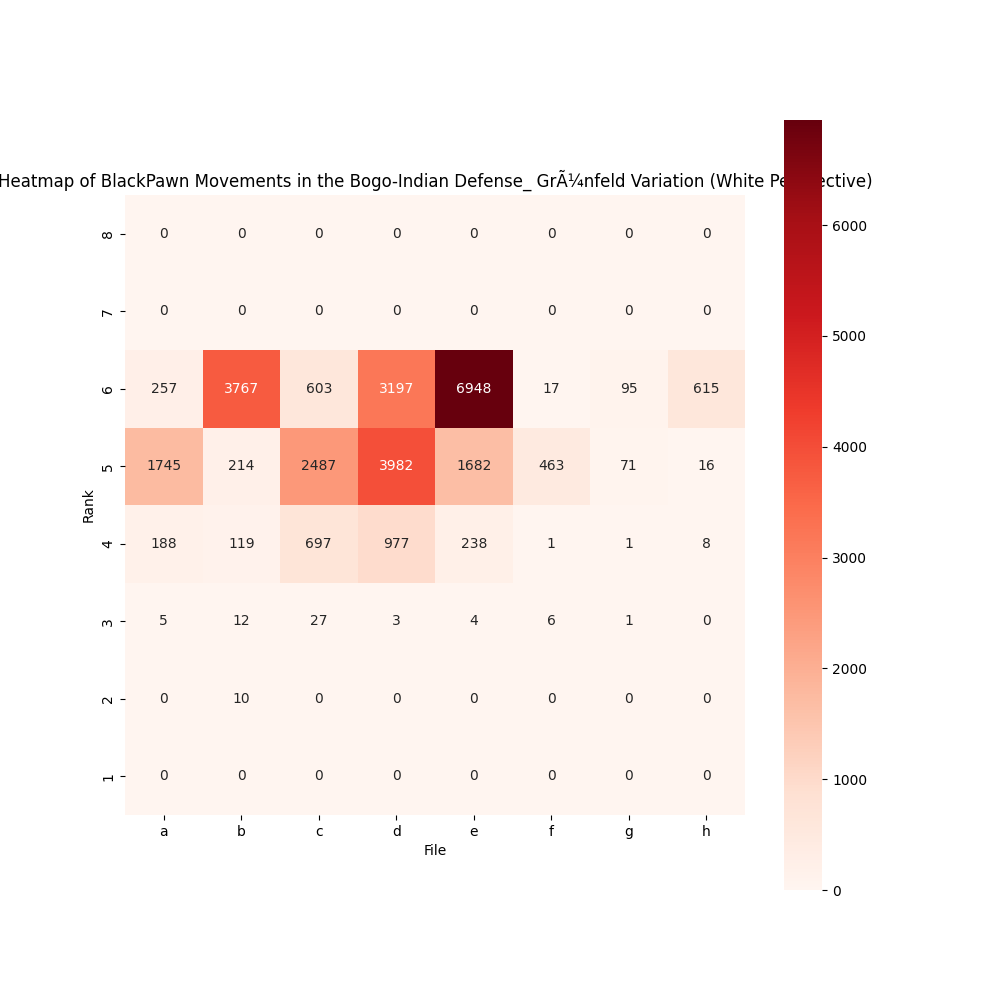 Heatmap of BlackPawn Movements in the Bogo-Indian Defense_ GrÃ¼nfeld Variation (White Pe ective)
8 0 0 0 0 0 0 0 0
7 0 0 0 0 0 0 0 0
6 257 3767 603 3197 6948 17 95 615
5 1745 214 2487 3982 1682 463 71 16
4 188 119 697 977 238 1 1 8
3 5 12 27 3 4 6 1 0
2 0 10 0 0 0 0 0 0
1 0 0 0 0 0 0 0 0
Rank
a b c d e f g h
File
6000
5000
4000
3000
2000
1000
0